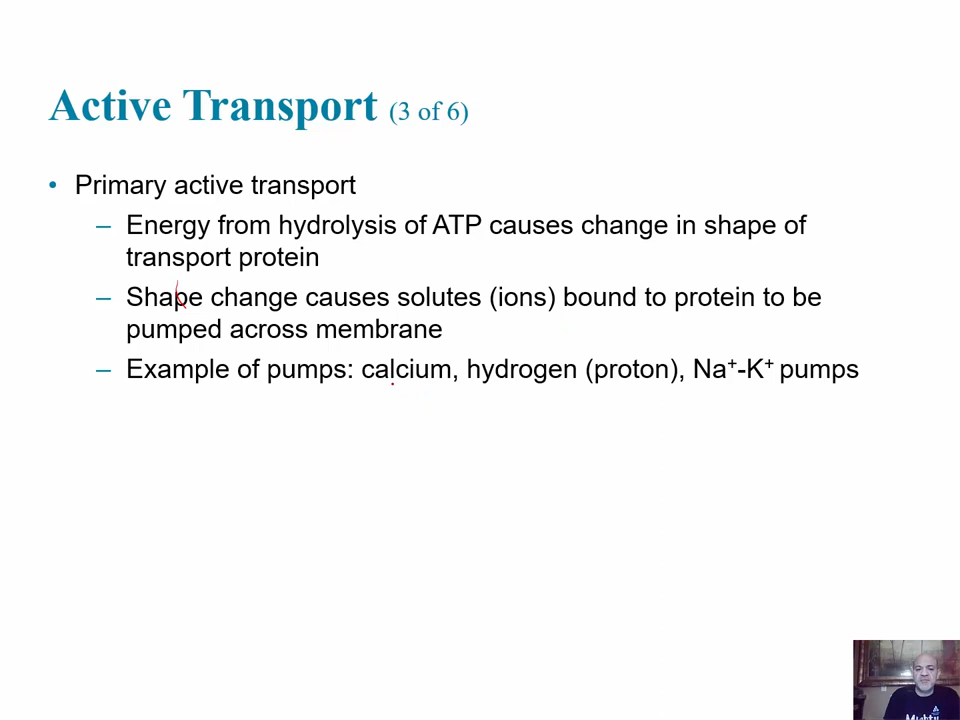 Active Transport (3 of 6)
• Primary active transport
– Energy from hydrolysis of ATP causes change in shape of
transport protein
– Shape change causes solutes (ions) bound to protein to be
pumped across membrane
– Example of pumps: calcium, hydrogen (proton), Na⁺-K⁺ pumps
Mighty